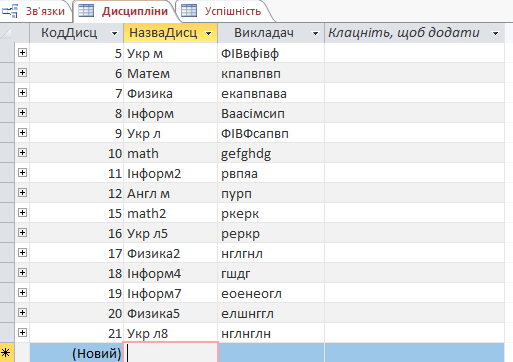 Зв'язки Дисципліни Успішність
КодДисц НазваДисц Викладач Клацніть, щоб додати
5 Укр м ФІВвфівф
6 Матем кпапвпвп
7 Физика екапвпава
8 Інформ Ваасімсип
9 Укр л ФІВФсапвп
10 math gefghdg
11 Інформ2 рвпяа
12 Англ м пурп
15 math2 ркерк
16 Укр л5 реркр
17 Физика2 нглгнл
18 Інформ4 гшдг
19 Інформ7 еоенеогл
20 Физика5 елшнггл
21 Укр л8 нглнглн
(Новий)